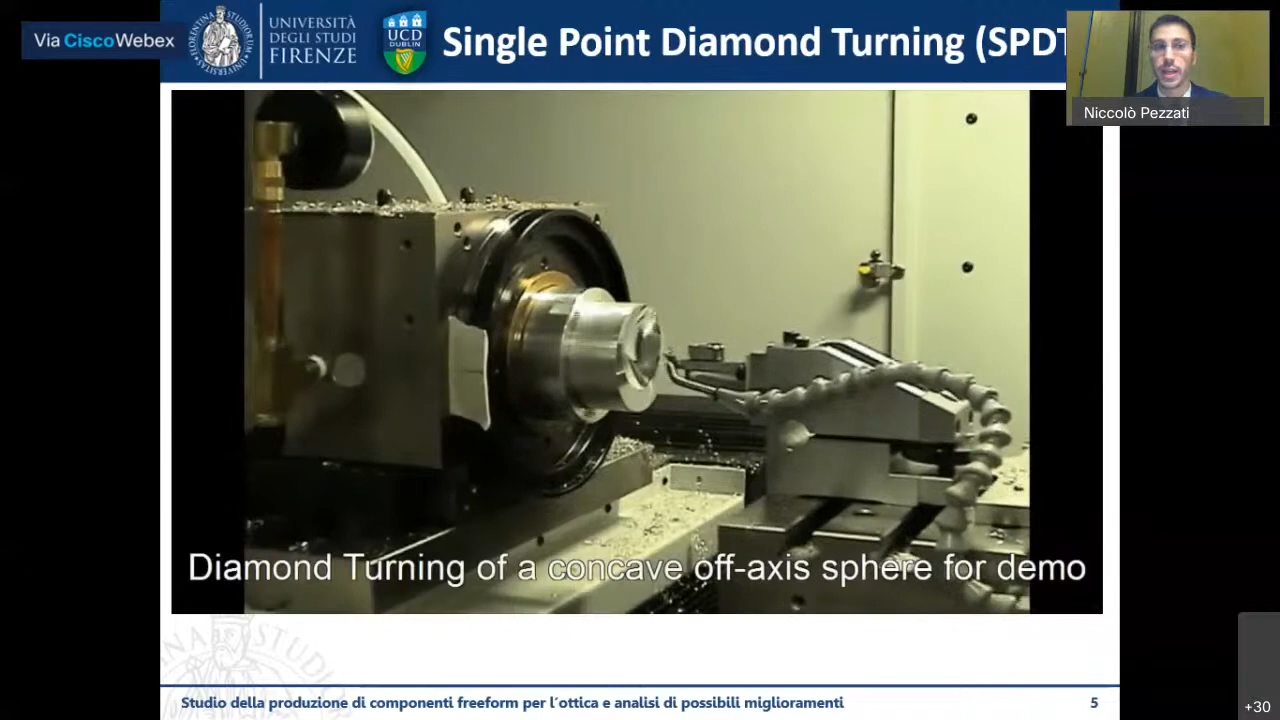 Via CiscoWebex
UNIVERSITÀ
DEGLI STUDI
FIRENZE
UCD
DUBLIN
Single Point Diamond Turning (SPDT
Niccolò Pezzati
Diamond Turning of a concave off-axis sphere for demo
Studio della produzione di componenti freeform per l'ottica e analisi di possibili miglioramenti
5
+30